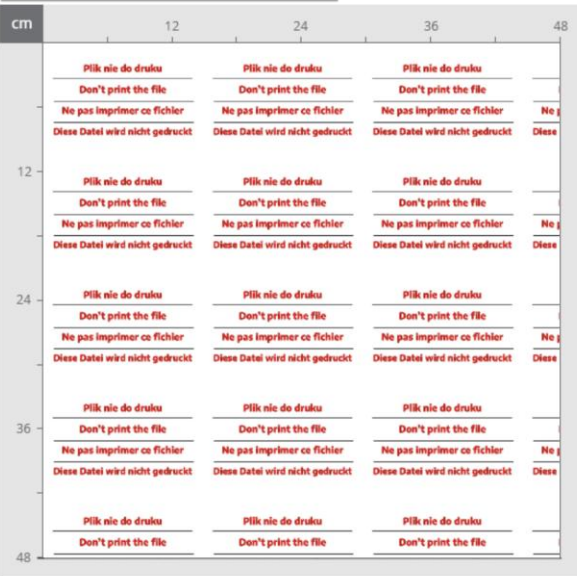 cm 12 24 36 48
Plik nie do druku Plik nie do druku Plik nie do druku
Don't print the file Don't print the file Don't print the file
Ne pas imprimer ce fichier Ne pas imprimer ce fichier Ne pas imprimer ce fichier Ne p
Diese Datei wird nicht gedruckt Diese Datei wird nicht gedruckt Diese Datei wird nicht gedruckt Diese
12
Plik nie do druku Plik nie do druku Plik nie do druku
Don't print the file Don't print the file Don't print the file
Ne pas imprimer ce fichier Ne pas imprimer ce fichier Ne pas imprimer ce fichier Ne p
Diese Datei wird nicht gedruckt Diese Datei wird nicht gedruckt Diese Datei wird nicht gedruckt Diese
24
Plik nie do druku Plik nie do druku Plik nie do druku
Don't print the file Don't print the file Don't print the file
Ne pas imprimer ce fichier Ne pas imprimer ce fichier Ne pas imprimer ce fichier Ne p
Diese Datei wird nicht gedruckt Diese Datei wird nicht gedruckt Diese Datei wird nicht gedruckt Diese
Plik nie do druku Plik nie do druku Plik nie do druku
36
Don't print the file Don't print the file Don't print the file
Ne pas imprimer ce fichier Ne pas imprimer ce fichier Ne pas imprimer ce fichier Ne p
Diese Datei wird nicht gedruckt Diese Datei wird nicht gedruckt Diese Datei wird nicht gedruckt Diese
Plik nie do druku Plik nie do druku Plik nie do druku
Don't print the file Don't print the file Don't print the file
48